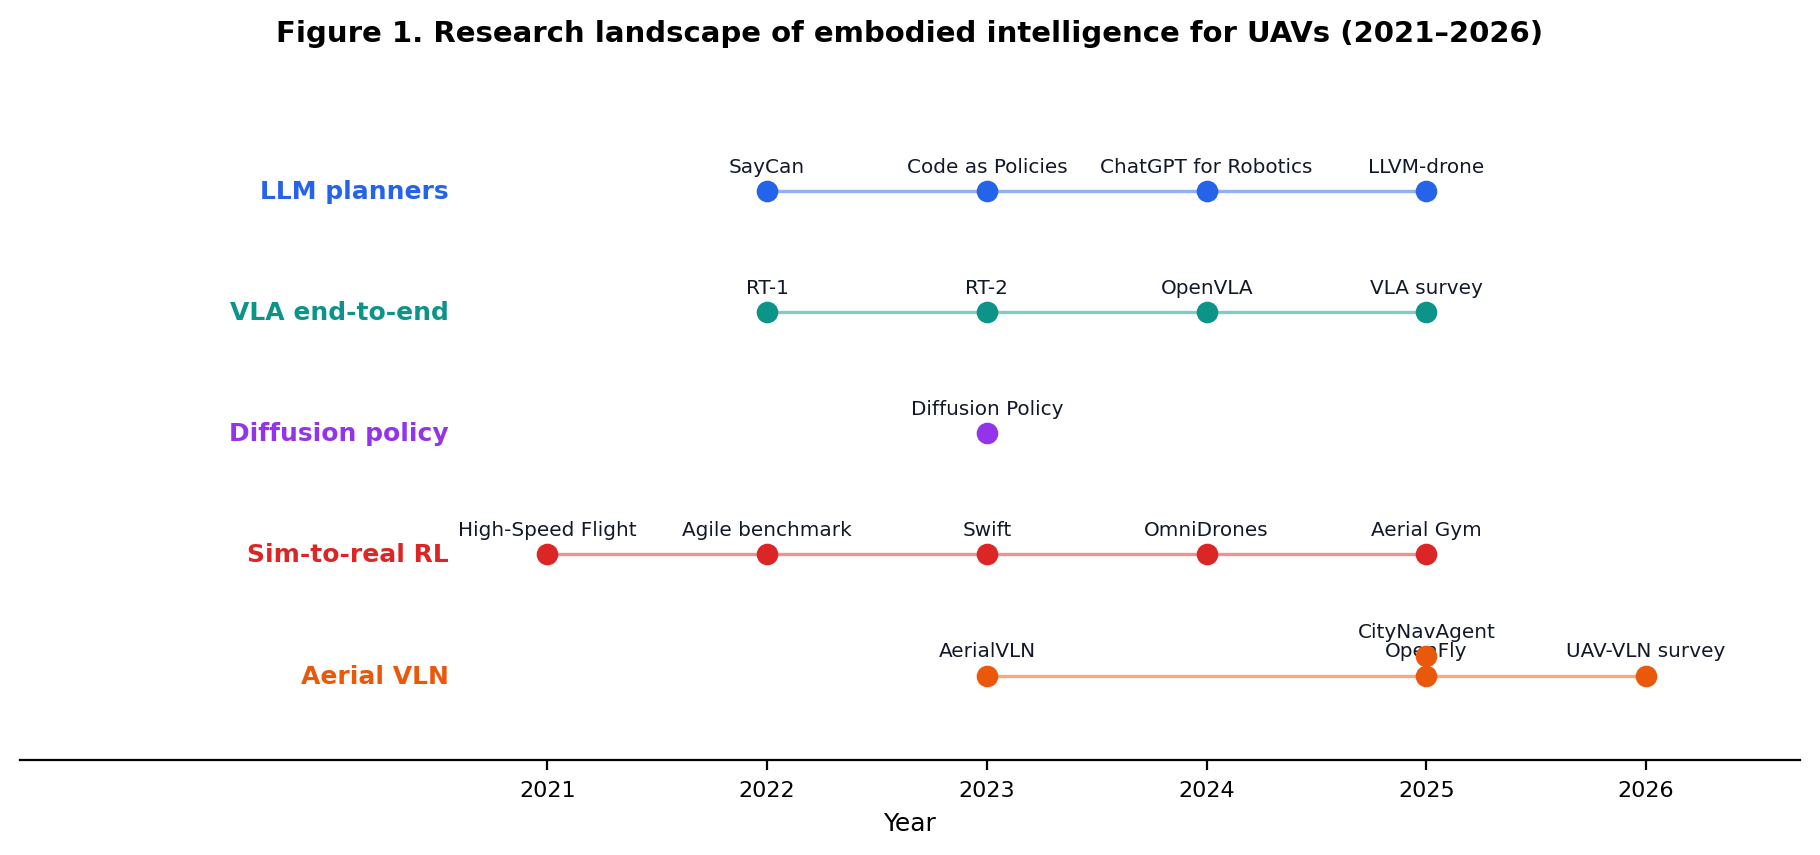 Figure 1. Research landscape of embodied intelligence for UAVs (2021–2026)
SayCan Code as Policies ChatGPT for Robotics LLVM-drone
LLM planners
RT-1 RT-2 OpenVLA VLA survey
VLA end-to-end
Diffusion Policy
Diffusion policy
High-Speed Flight Agile benchmark Swift OmniDrones Aerial Gym
Sim-to-real RL
CityNavAgent
AerialVLN OpenFly UAV-VLN survey
Aerial VLN
2021 2022 2023 2024 2025 2026
Year